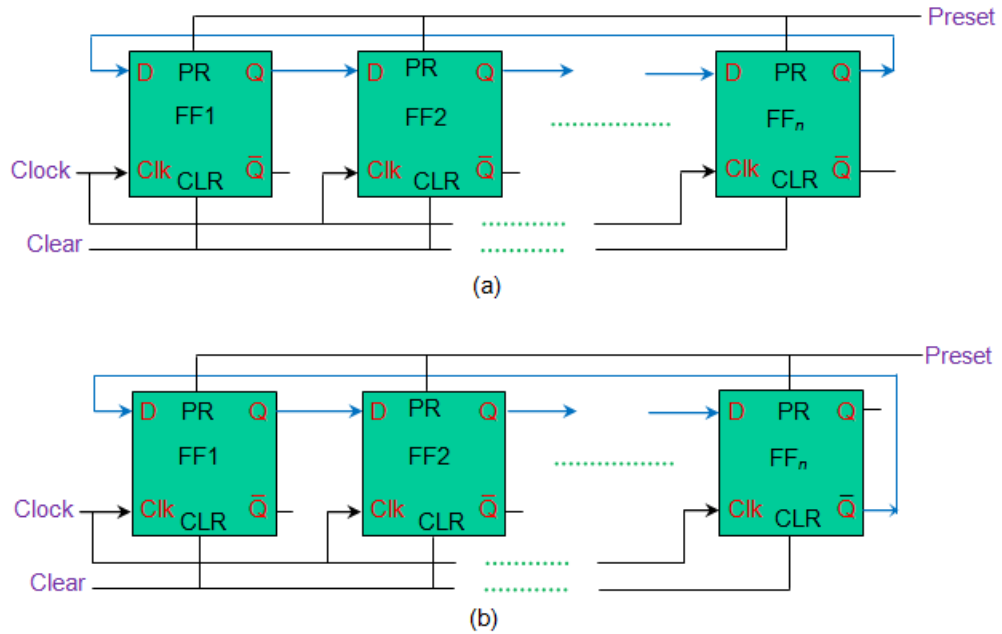 Preset
D PR Q D PR Q D PR Q
FF1 FF2 FFn
Clock Clk Q̅ Clk Q̅ Clk Q̅
CLR CLR CLR
Clear
(a)
Preset
D PR Q D PR Q D PR Q
FF1 FF2 FFn
Clock Clk Q̅ Clk Q̅ Clk Q̅
CLR CLR CLR
Clear
(b)